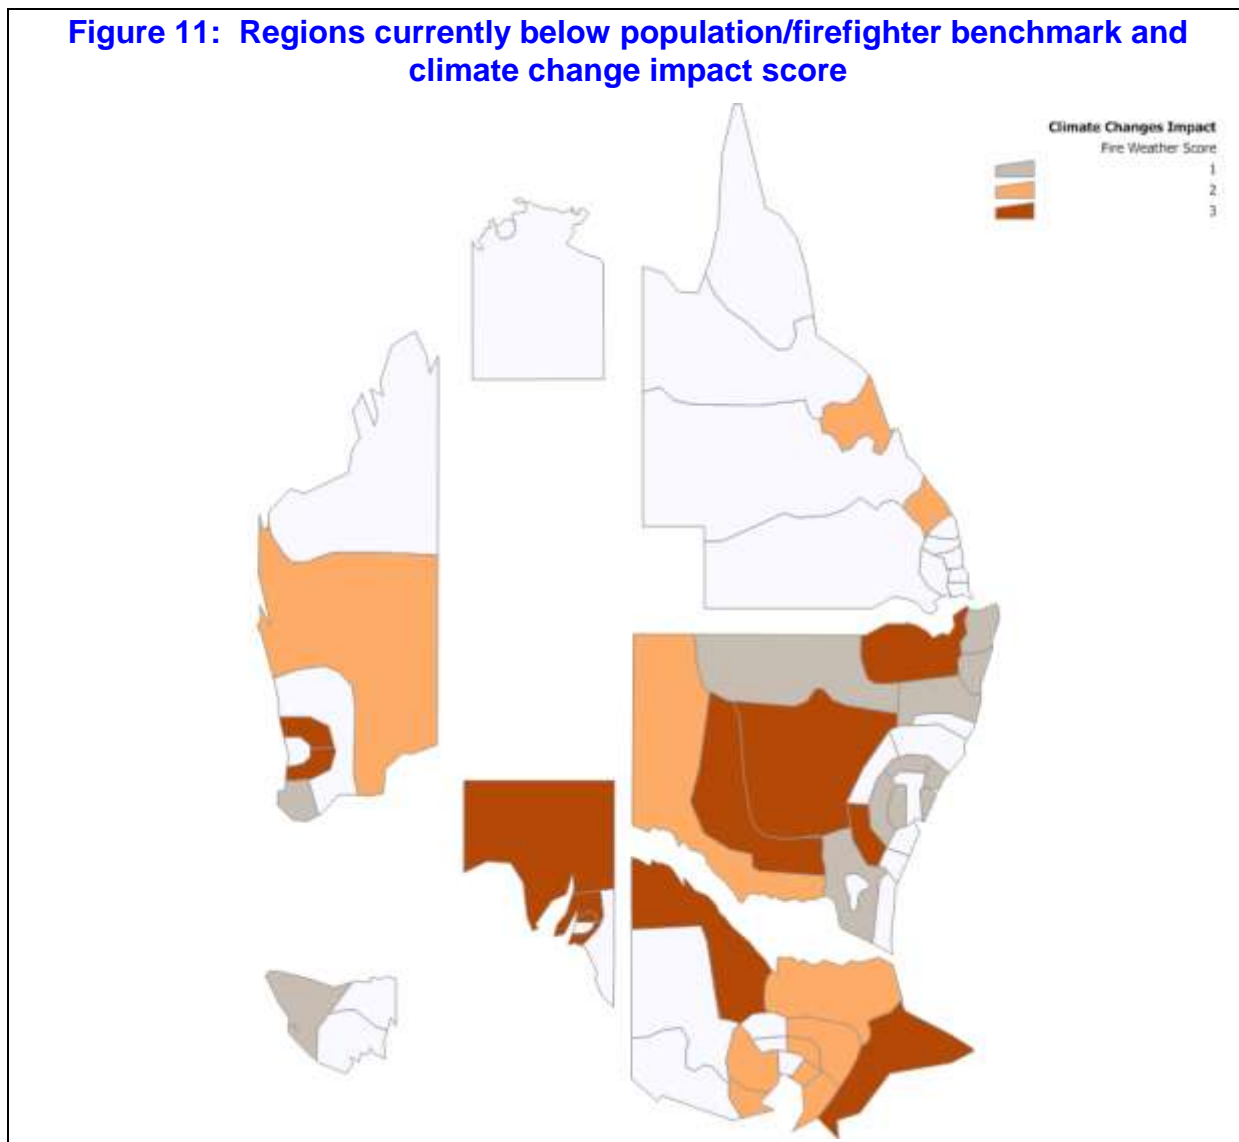 Figure 11:  Regions currently below population/firefighter benchmark and
climate change impact score
Climate Changes Impact
Fire Weather Score
1
2
3